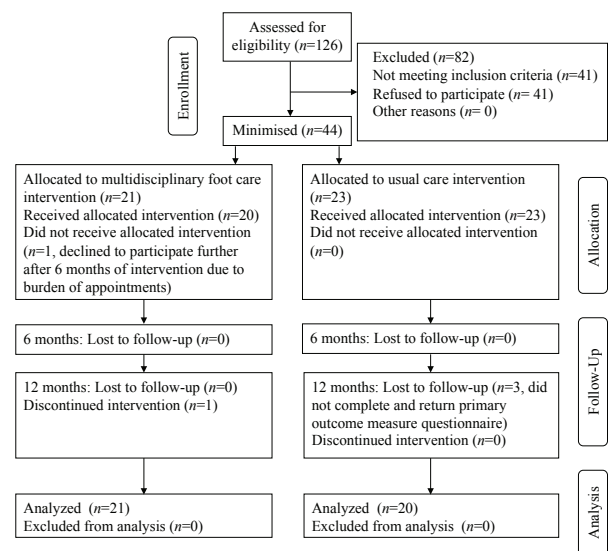 Assessed for
eligibility (n=126)
Enrollment
Excluded (n=82)
Not meeting inclusion criteria (n=41)
Refused to participate (n= 41)
Other reasons (n= 0)
Minimised (n=44)
Allocated to multidisciplinary foot care
intervention (n=21)
Received allocated intervention (n=20)
Did not receive allocated intervention
(n=1, declined to participate further
after 6 months of intervention due to
burden of appointments)
Allocated to usual care intervention
(n=23)
Received allocated intervention (n=23)
Did not receive allocated intervention
(n=0)
Allocation
6 months: Lost to follow-up (n=0)
6 months: Lost to follow-up (n=0)
Follow-Up
12 months: Lost to follow-up (n=0)
Discontinued intervention (n=1)
12 months: Lost to follow-up (n=3, did
not complete and return primary
outcome measure questionnaire)
Discontinued intervention (n=0)
Analyzed (n=21)
Excluded from analysis (n=0)
Analyzed (n=20)
Excluded from analysis (n=0)
Analysis